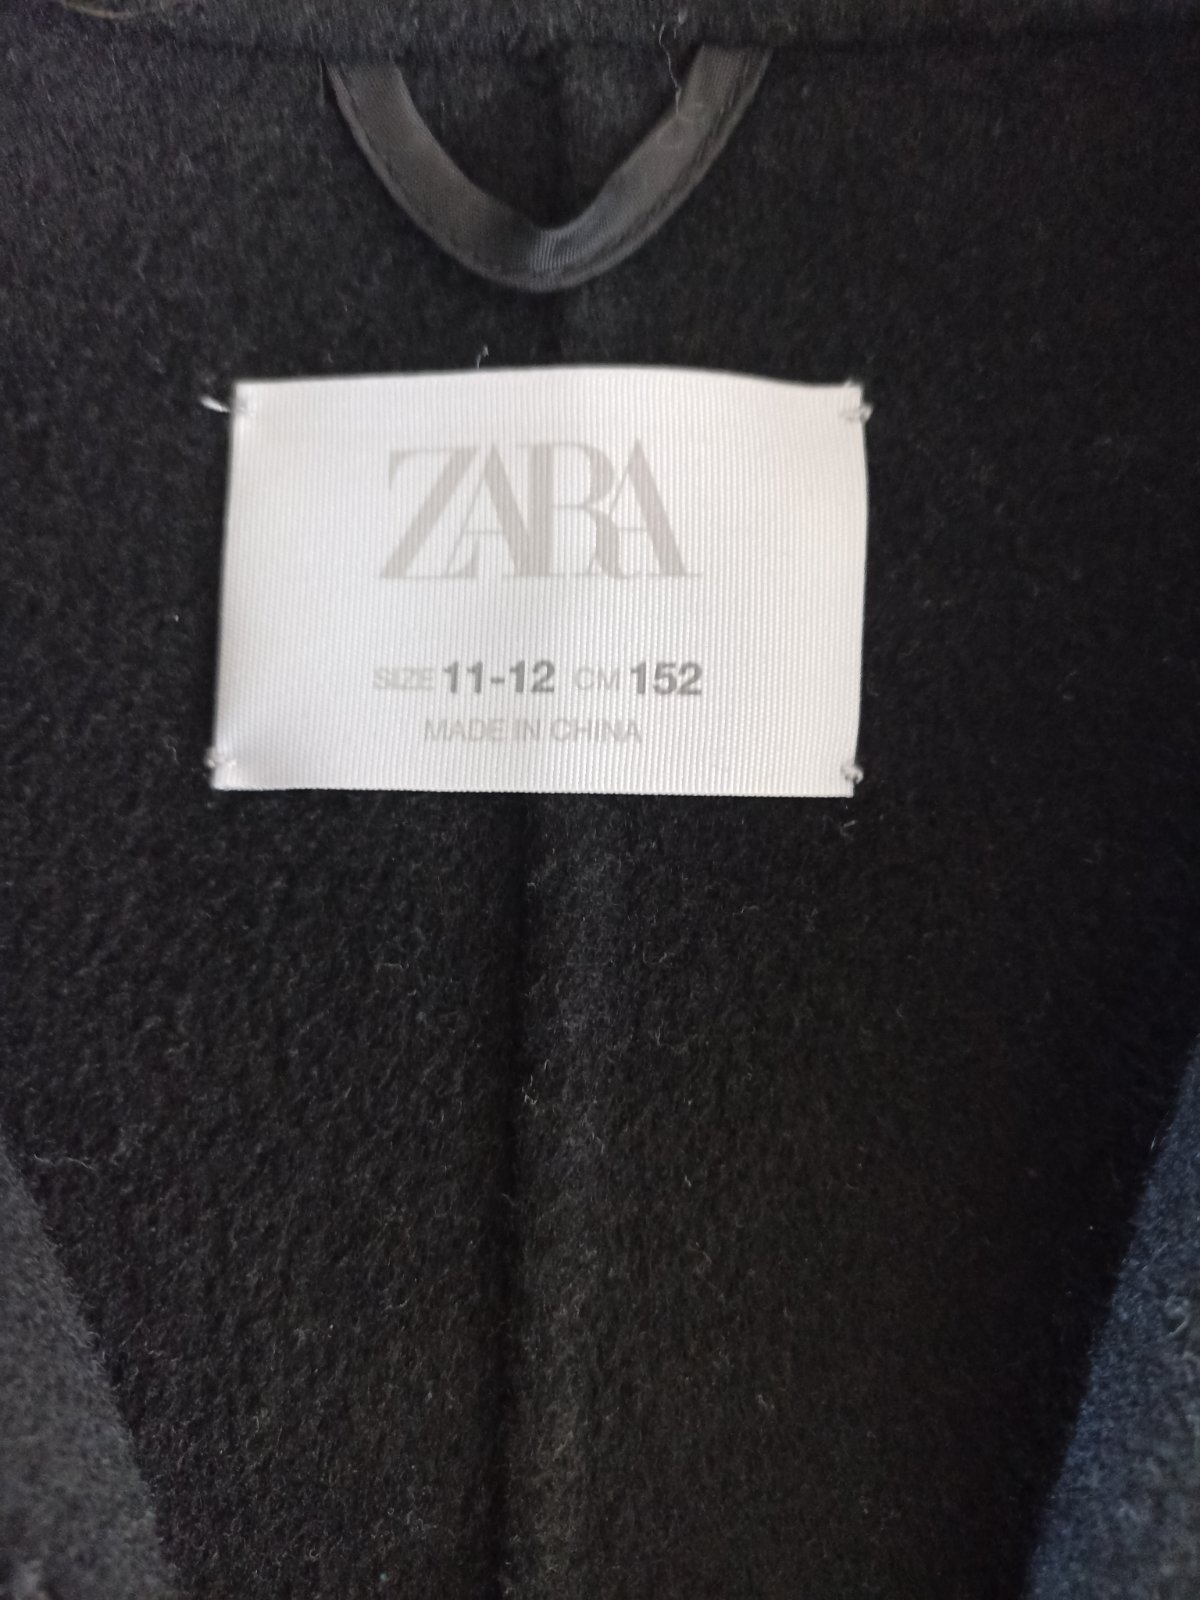 ZARA
SIZE 11-12 CM 152
MADE IN CHINA